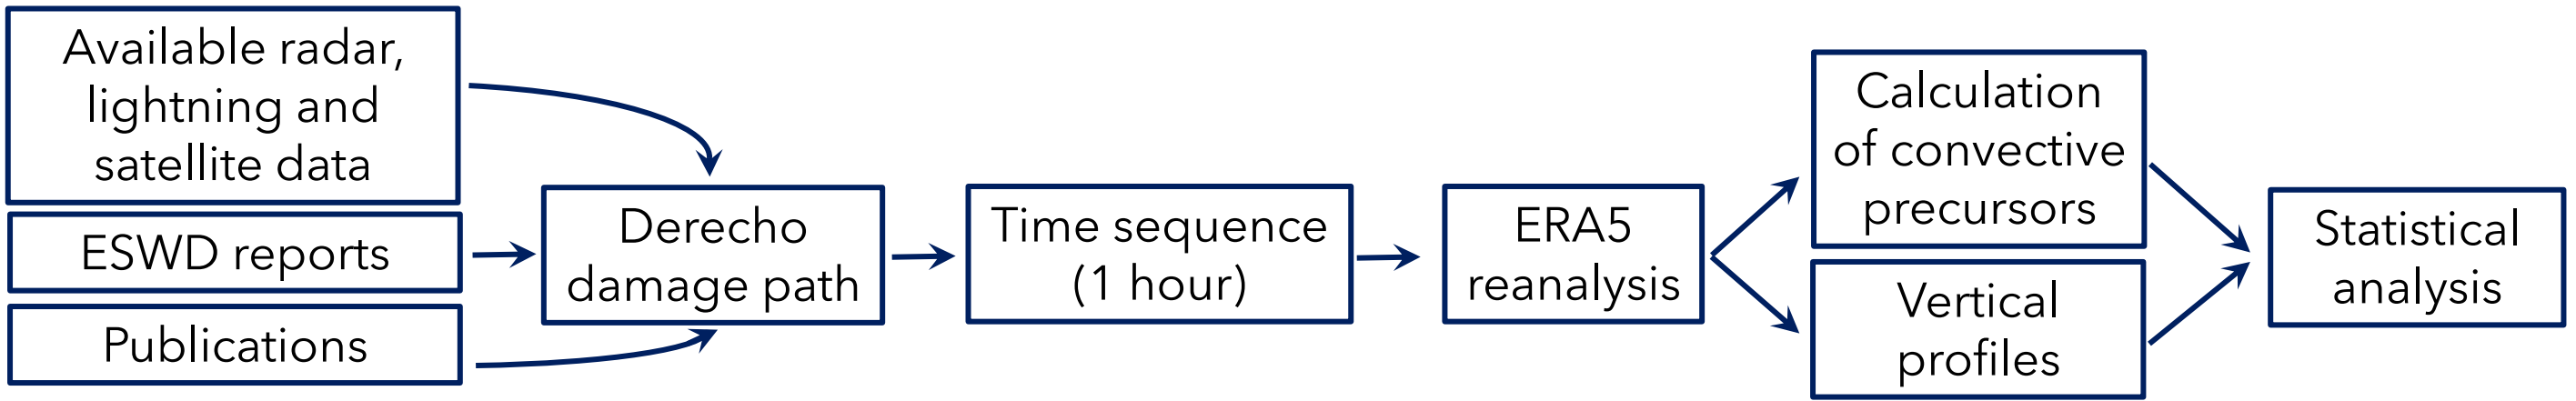 Available radar,
lightning and
satellite data
ESWD reports
Publications
Derecho
damage path
Time sequence
(1 hour)
ERA5
reanalysis
Calculation
of convective
precursors
Vertical
profiles
Statistical
analysis